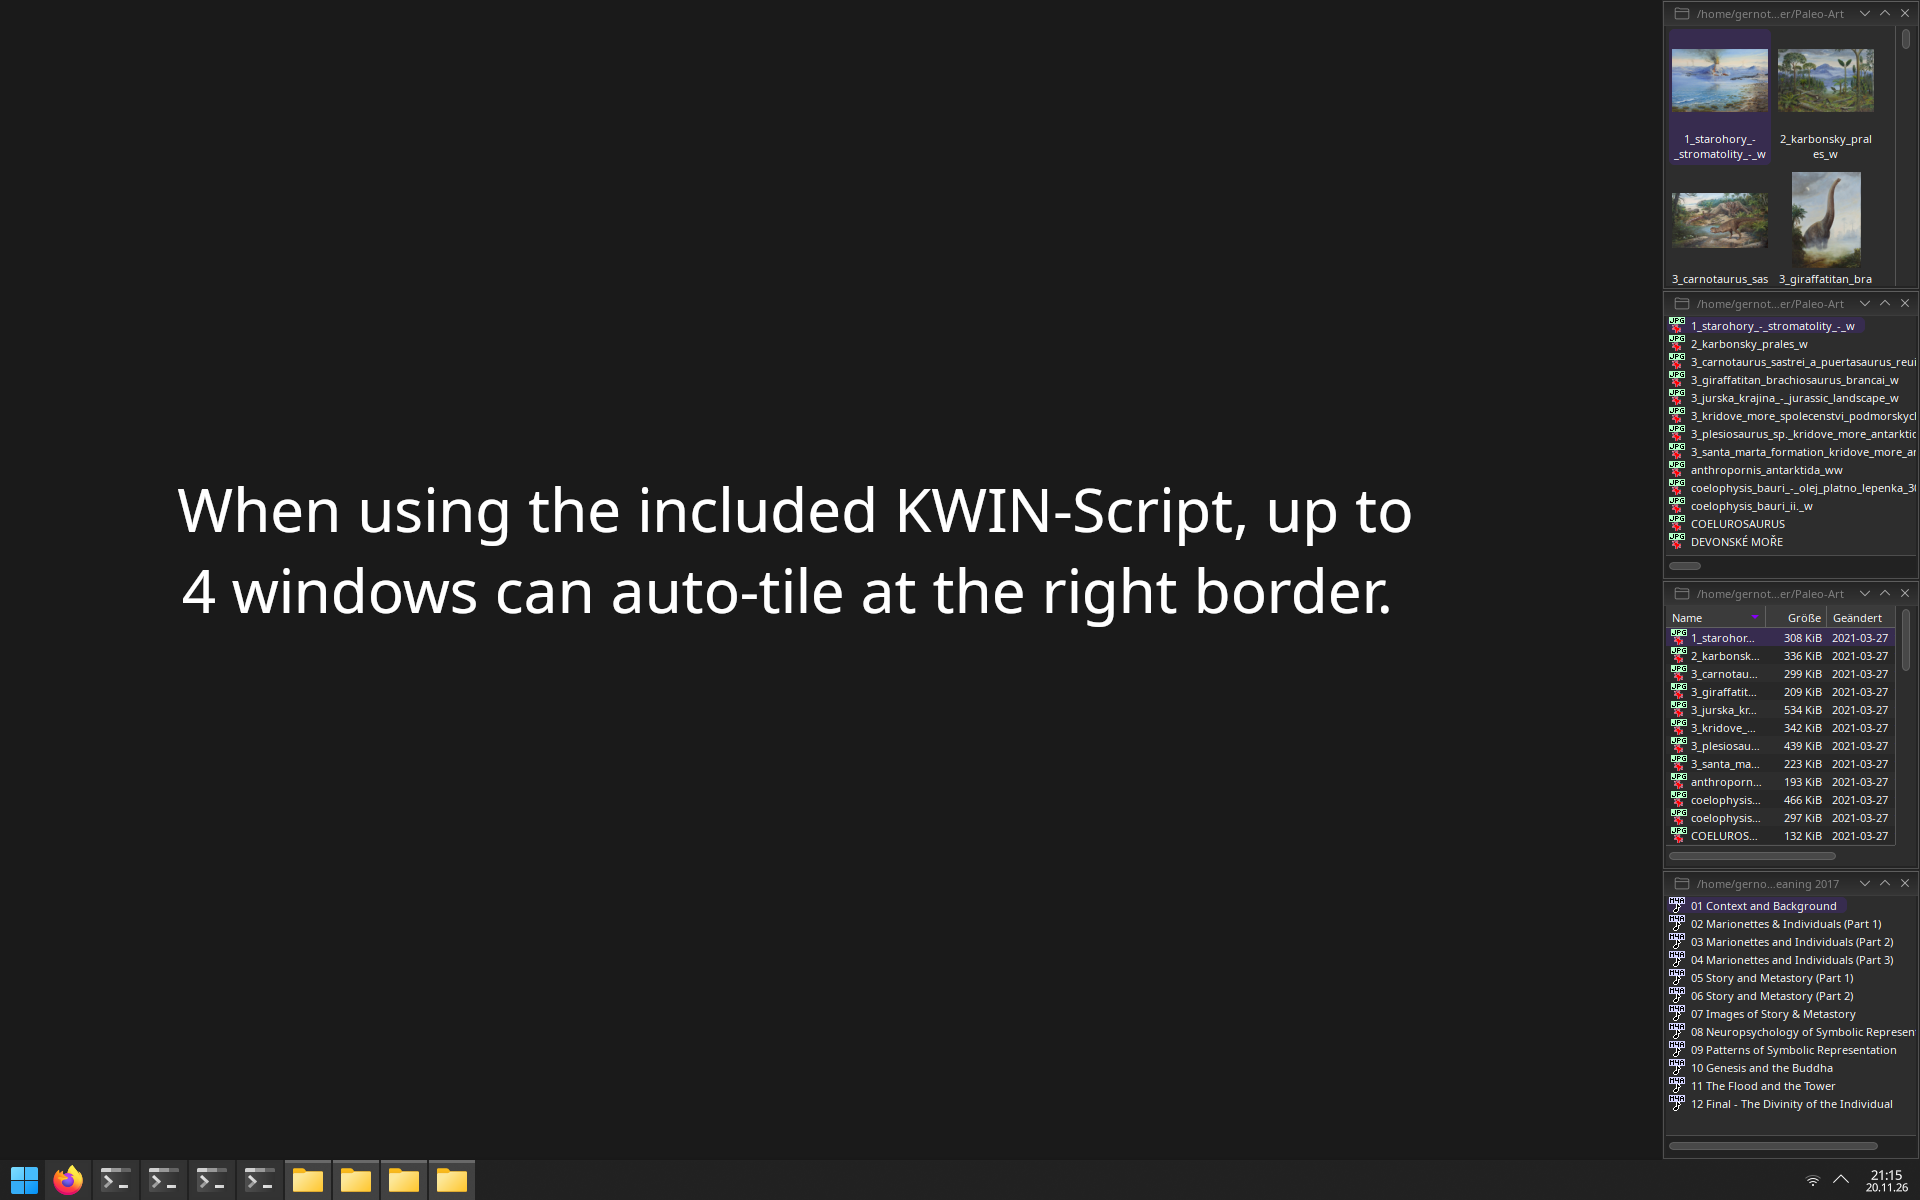 /home/gernot...er/Paleo-Art
1_starohory_-
_stromatolity_-_w
2_karbonsky_pral
es_w
3_carnotaurus_sas
3_giraffatitan_bra
/home/gernot...er/Paleo-Art
1_starohory_-_stromatolity_-_w
2_karbonsky_prales_w
3_carnotaurus_sastrei_a_puertasaurus_reui
3_giraffatitan_brachiosaurus_brancai_w
3_jurska_krajina_-_jurassic_landscape_w
3_kridove_more_spolecenstvi_podmorskych
3_plesiosaurus_sp._kridove_more_antarktic
3_santa_marta_formation_kridove_more_an
anthropornis_antarktida_ww
coelophysis_bauri_-_olej_platno_lepenka_30
coelophysis_bauri_ii._w
COELUROSAURUS
DEVONSKÉ MOŘE
When using the included KWIN-Script, up to
4 windows can auto-tile at the right border.
/home/gernot...er/Paleo-Art
Name Größe Geändert
1_starohor... 308 KiB 2021-03-27
2_karbonsk... 336 KiB 2021-03-27
3_carnotau... 299 KiB 2021-03-27
3_giraffatit... 209 KiB 2021-03-27
3_jurska_kr... 534 KiB 2021-03-27
3_kridove_... 342 KiB 2021-03-27
3_plesiosau... 439 KiB 2021-03-27
3_santa_ma... 223 KiB 2021-03-27
anthroporn... 193 KiB 2021-03-27
coelophysis... 466 KiB 2021-03-27
coelophysis... 297 KiB 2021-03-27
COELUROS... 132 KiB 2021-03-27
/home/gerno...eaning 2017
01 Context and Background
02 Marionettes & Individuals (Part 1)
03 Marionettes and Individuals (Part 2)
04 Marionettes and Individuals (Part 3)
05 Story and Metastory (Part 1)
06 Story and Metastory (Part 2)
07 Images of Story & Metastory
08 Neuropsychology of Symbolic Represen
09 Patterns of Symbolic Representation
10 Genesis and the Buddha
11 The Flood and the Tower
12 Final - The Divinity of the Individual
21:15
20.11.26